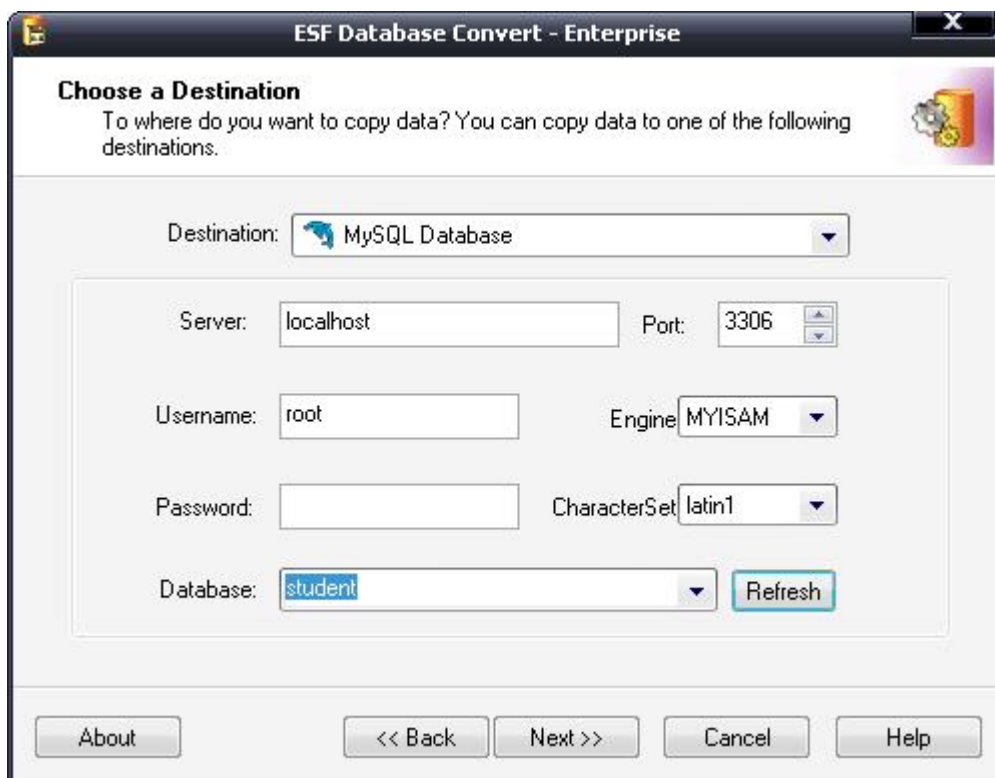 ESF Database Convert - Enterprise
X
Choose a Destination
To where do you want to copy data? You can copy data to one of the following
destinations.
Destination: MySQL Database
Server: localhost Port: 3306
Username: root Engine MYISAM
Password: CharacterSet latin1
Database: student Refresh
About << Back Next >> Cancel Help